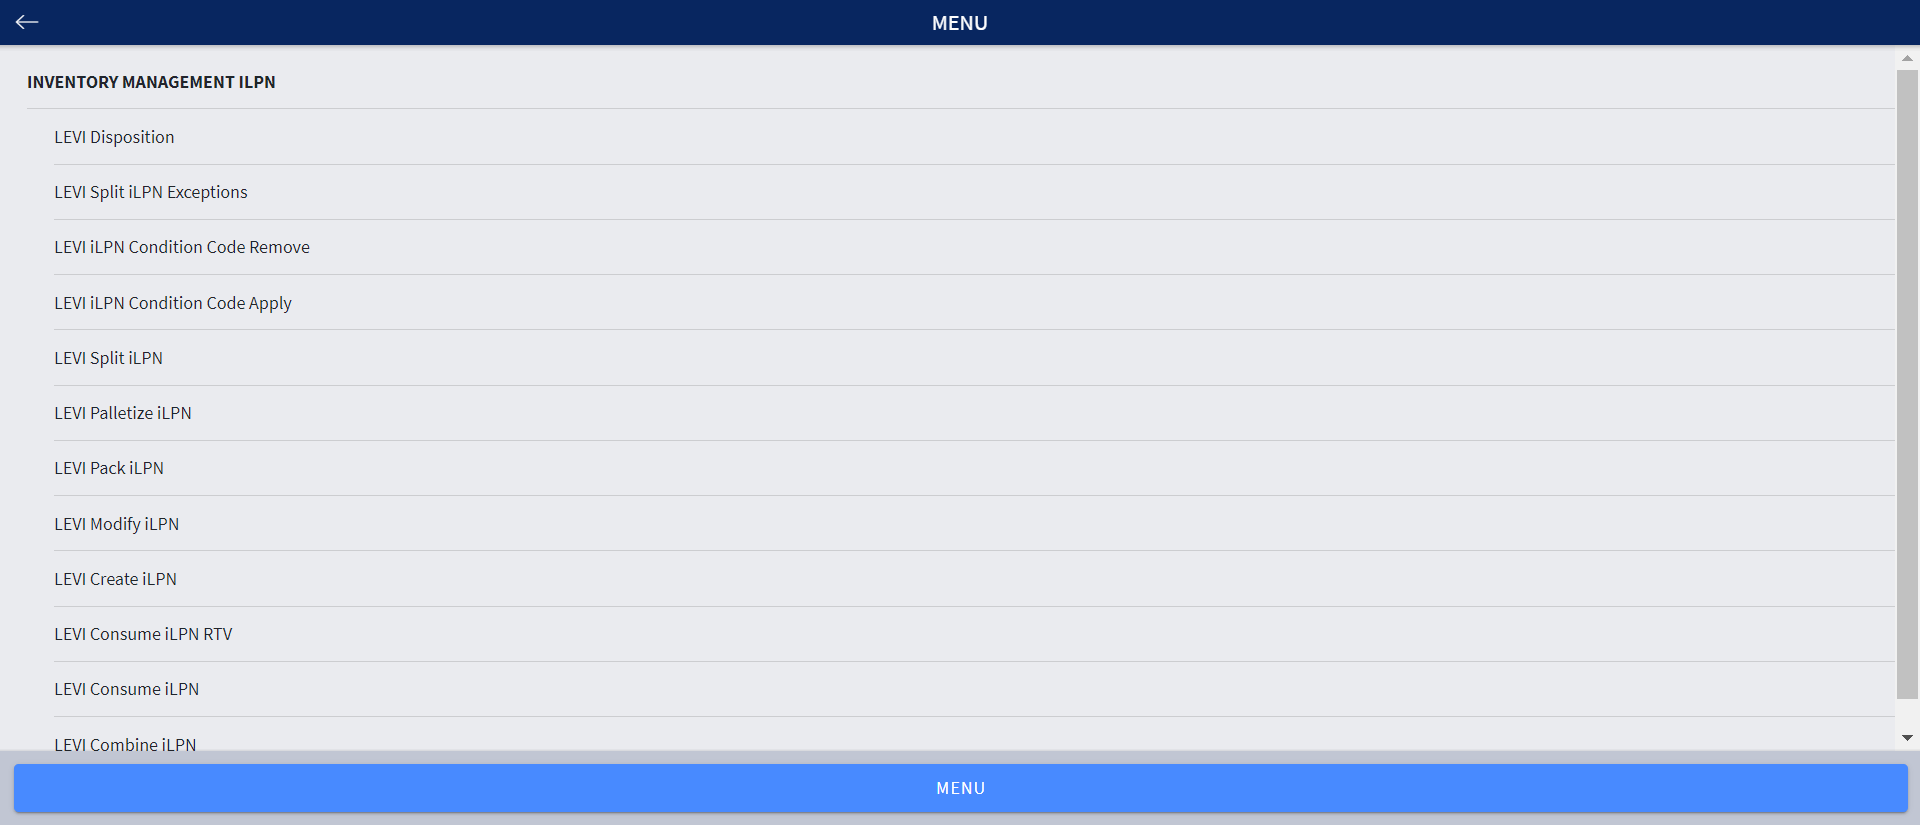 MENU
INVENTORY MANAGEMENT ILPN
LEVI Disposition
LEVI Split iLPN Exceptions
LEVI iLPN Condition Code Remove
LEVI iLPN Condition Code Apply
LEVI Split iLPN
LEVI Palletize iLPN
LEVI Pack iLPN
LEVI Modify iLPN
LEVI Create iLPN
LEVI Consume iLPN RTV
LEVI Consume iLPN
LEVI Combine iLPN
MENU